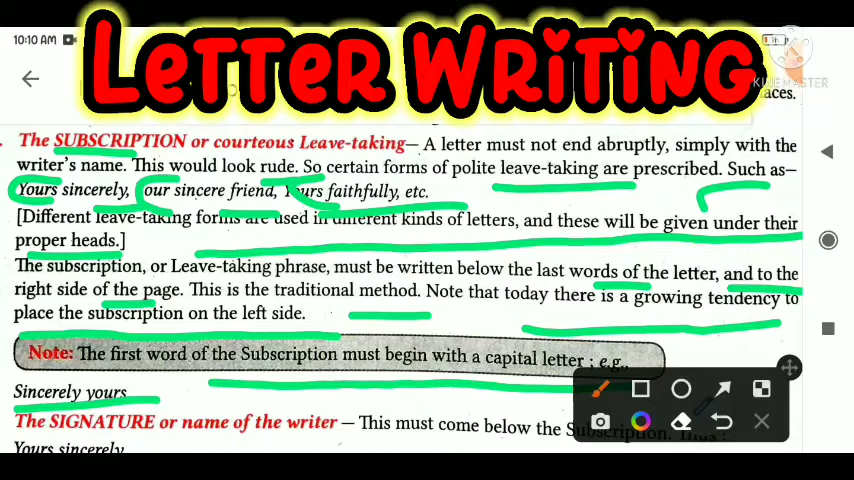 10:10 AM
LETTER WRITING
KINEMASTER
aces.
The SUBSCRIPTION or courteous Leave-taking— A letter must not end abruptly, simply with the
writer's name. This would look rude. So certain forms of polite leave-taking are prescribed. Such as—
Yours sincerely, Your sincere friend, Yours faithfully, etc.
[Different leave-taking forms are used in different kinds of letters, and these will be given under their
proper heads.]
The subscription, or Leave-taking phrase, must be written below the last words of the letter, and to the
right side of the page. This is the traditional method. Note that today there is a growing tendency to
place the subscription on the left side.
Note: The first word of the Subscription must begin with a capital letter ; e.g.,
Sincerely yours
The SIGNATURE or name of the writer — This must come below the Subscription. Thus :
Yours sincerely